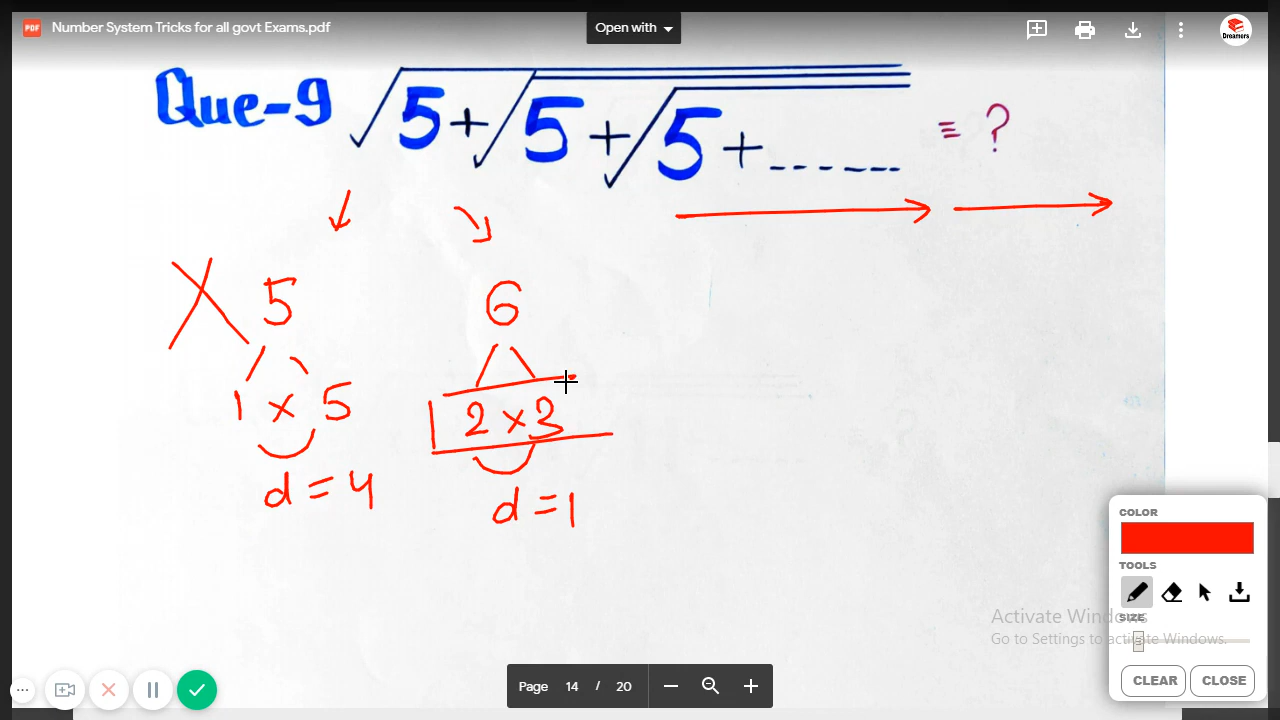 Number System Tricks for all govt Exams.pdf
Open with
Dreamers
Que-9 √5+√5+√5+------ = ?
5 6
1 × 5 2 × 3
d = 4 d = 1
COLOR
TOOLS
SIZE
Activate Windows
Go to Settings to activate Windows.
CLEAR CLOSE
Page 14 / 20